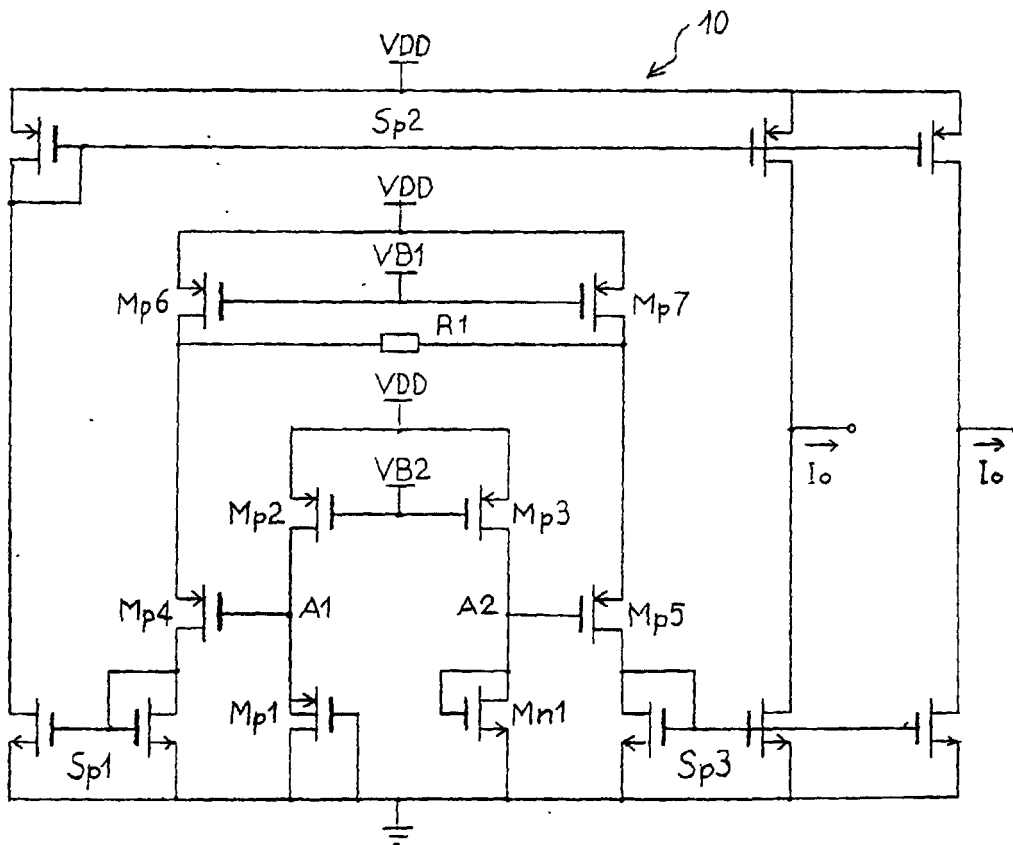 10
VDD
Sp2
VDD
VB1
Mp6
Mp7
R1
VDD
VB2
Mp2
Mp3
Io
Io
Mp4
A1
A2
Mp5
Mp1
Mn1
Sp1
Sp3